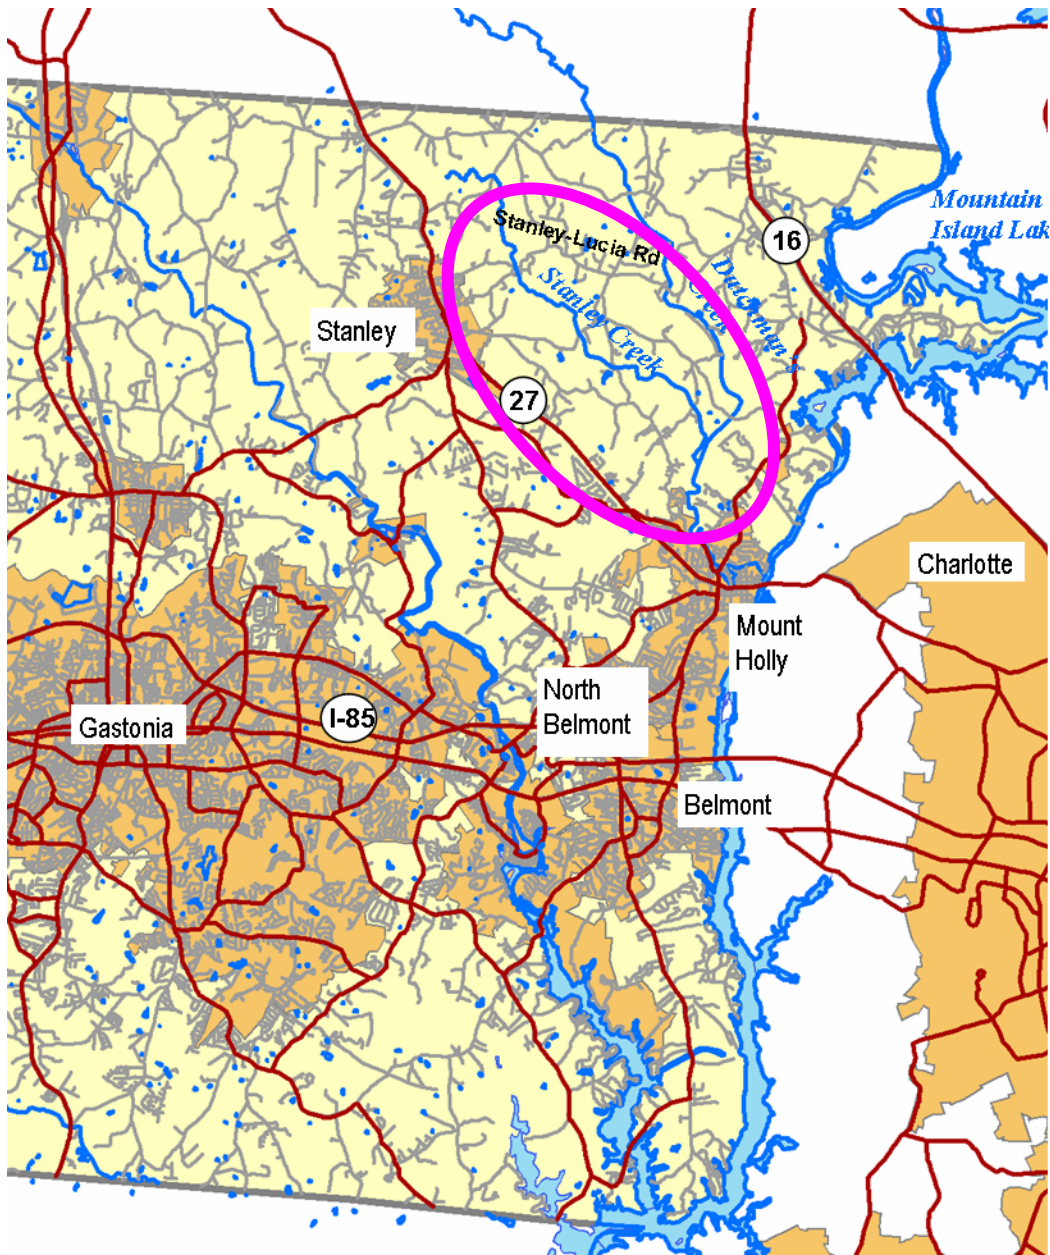 Mountain
Island Lak
16
Stanley-Lucia Rd
Dutchman's
Creek
Stanley Creek
Stanley
27
Charlotte
Mount
Holly
North
Belmont
I-85
Gastonia
Belmont